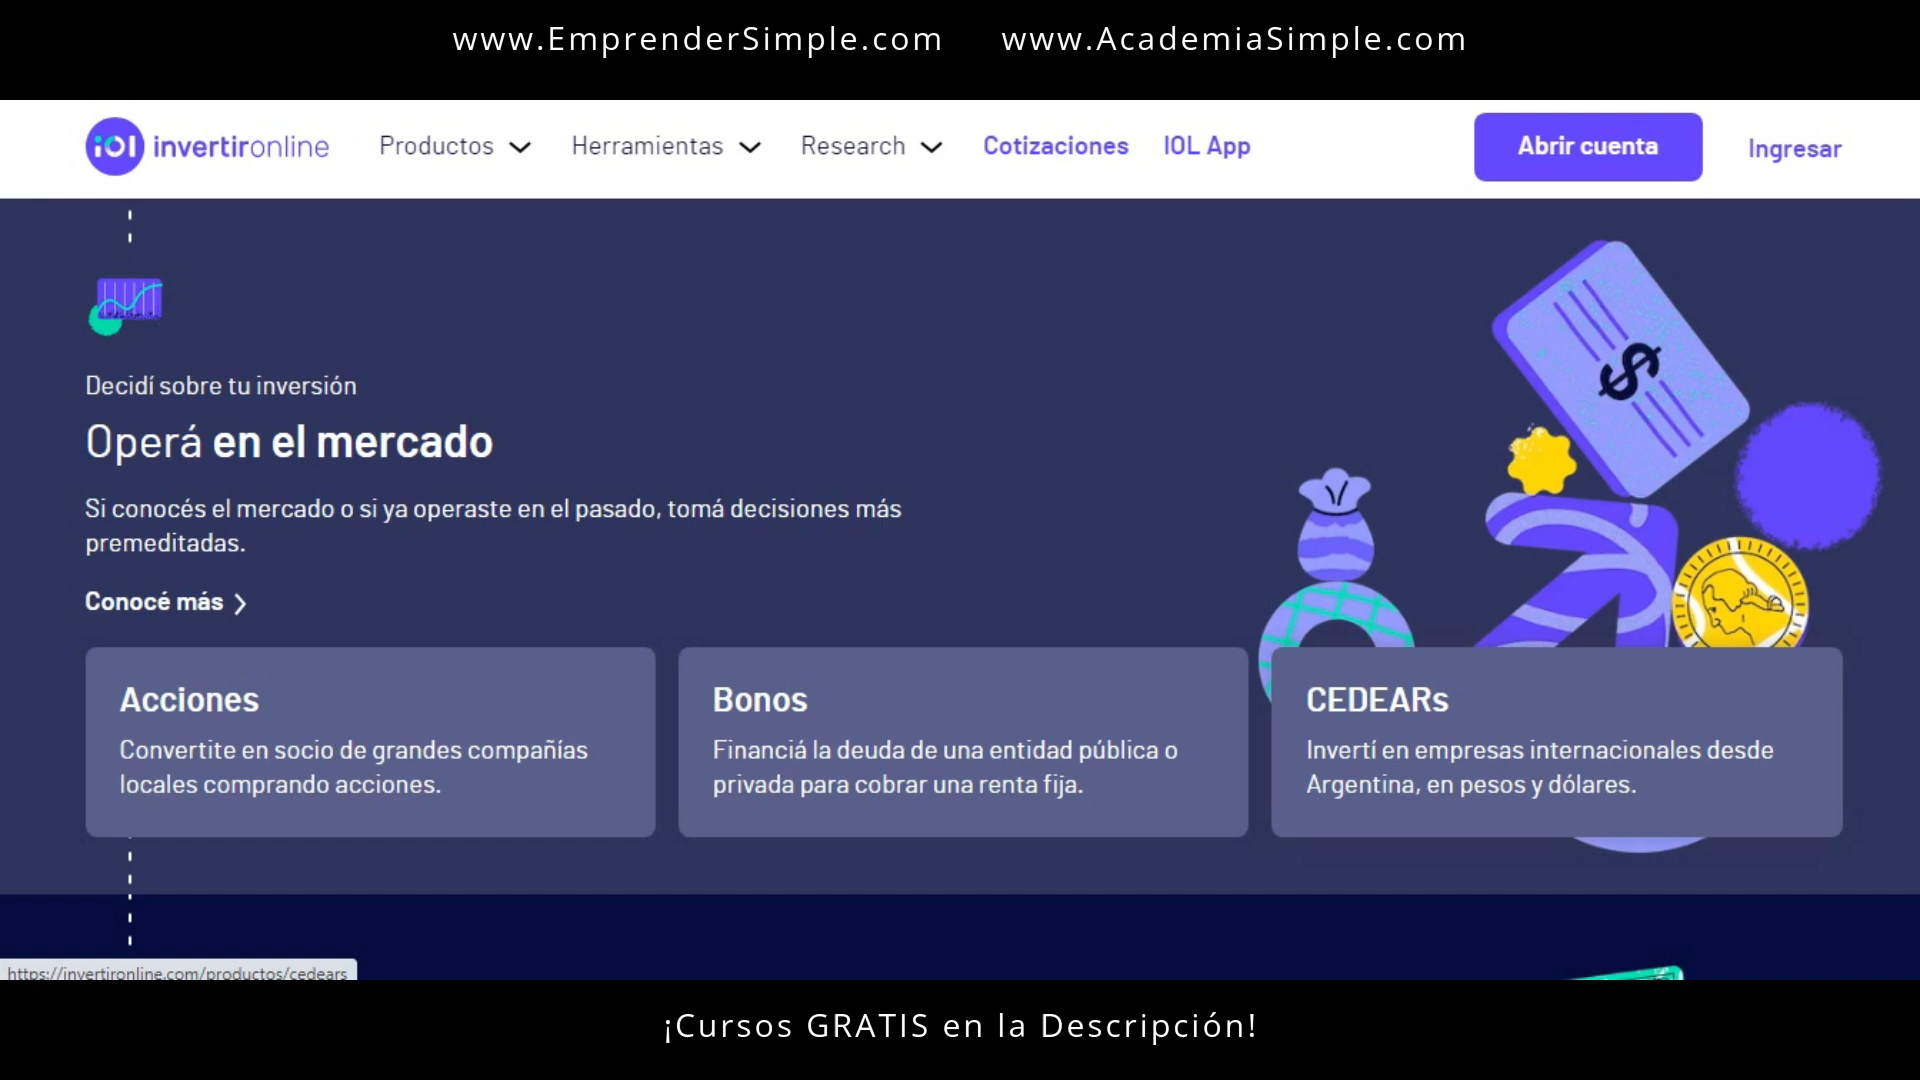 www.EmprenderSimple.com www.AcademiaSimple.com
iOl invertironline Productos Herramientas Research Cotizaciones IOL App Abrir cuenta Ingresar
Decidí sobre tu inversión
Operá en el mercado
Si conocés el mercado o si ya operaste en el pasado, tomá decisiones más
premeditadas.
Conocé más
Acciones
Convertite en socio de grandes compañías
locales comprando acciones.
Bonos
Financiá la deuda de una entidad pública o
privada para cobrar una renta fija.
CEDEARs
Invertí en empresas internacionales desde
Argentina, en pesos y dólares.
$
https://invertironline.com/productos/cedears
¡Cursos GRATIS en la Descripción!